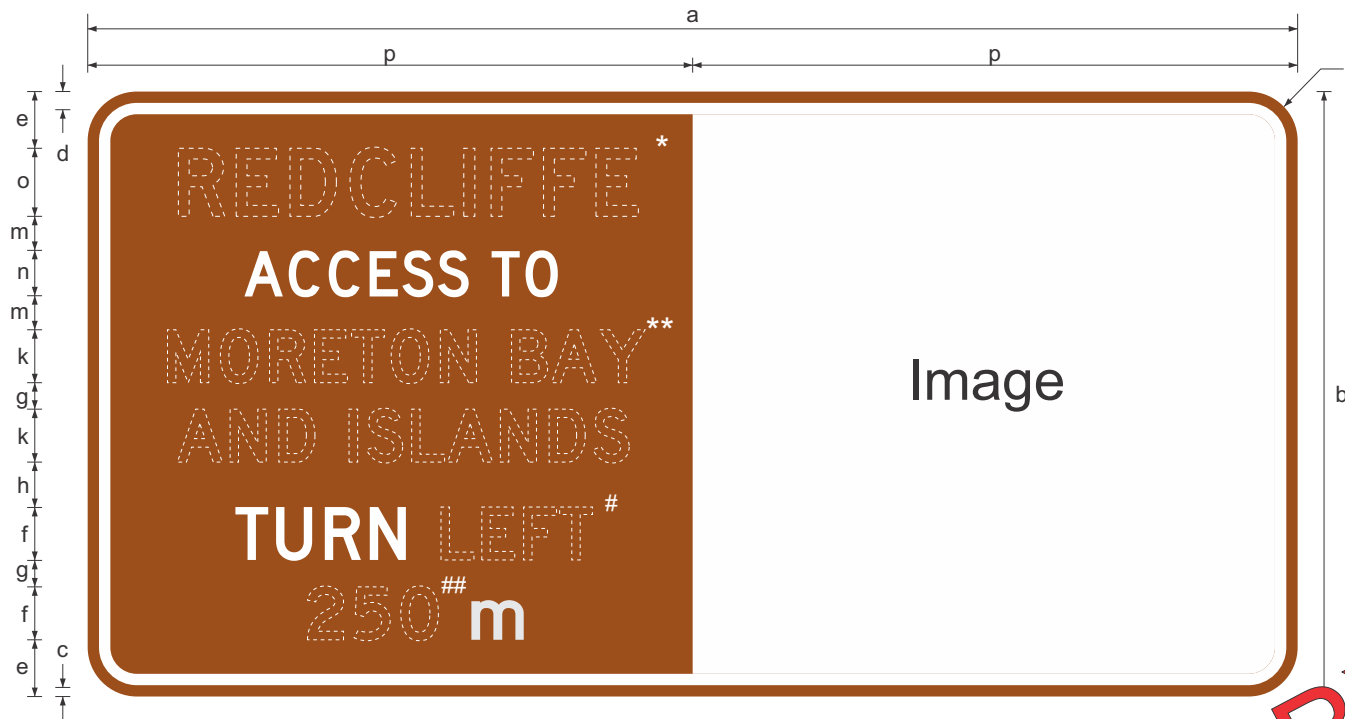 a
p p
e
d
o
m
n
m
k
g
k
h
f
g
f
e
c
b
REDCLIFFE *
ACCESS TO
MORETON BAY **
AND ISLANDS
TURN LEFT #
250 ## m
Image